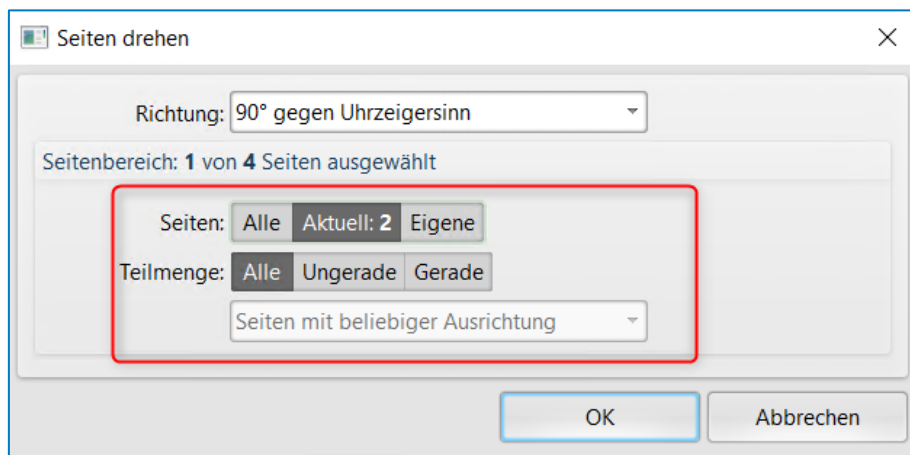 Seiten drehen
Richtung: 90° gegen Uhrzeigersinn
Seitenbereich: 1 von 4 Seiten ausgewählt
Seiten: Alle Aktuell: 2 Eigene
Teilmenge: Alle Ungerade Gerade
Seiten mit beliebiger Ausrichtung
OK Abbrechen